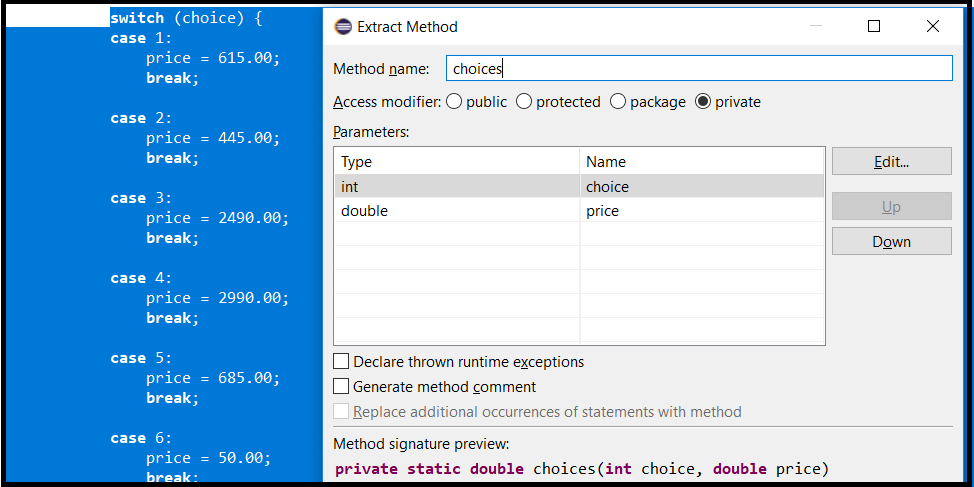 switch (choice) {
case 1:
price = 615.00;
break;
case 2:
price = 445.00;
break;
case 3:
price = 2490.00;
break;
case 4:
price = 2990.00;
break;
case 5:
price = 685.00;
break;
case 6:
price = 50.00;
break;
Extract Method
Method name: choices
Access modifier: public protected package private
Parameters:
Type Name
int choice
double price
Edit...
Up
Down
Declare thrown runtime exceptions
Generate method comment
Replace additional occurrences of statements with method
Method signature preview:
private static double choices(int choice, double price)